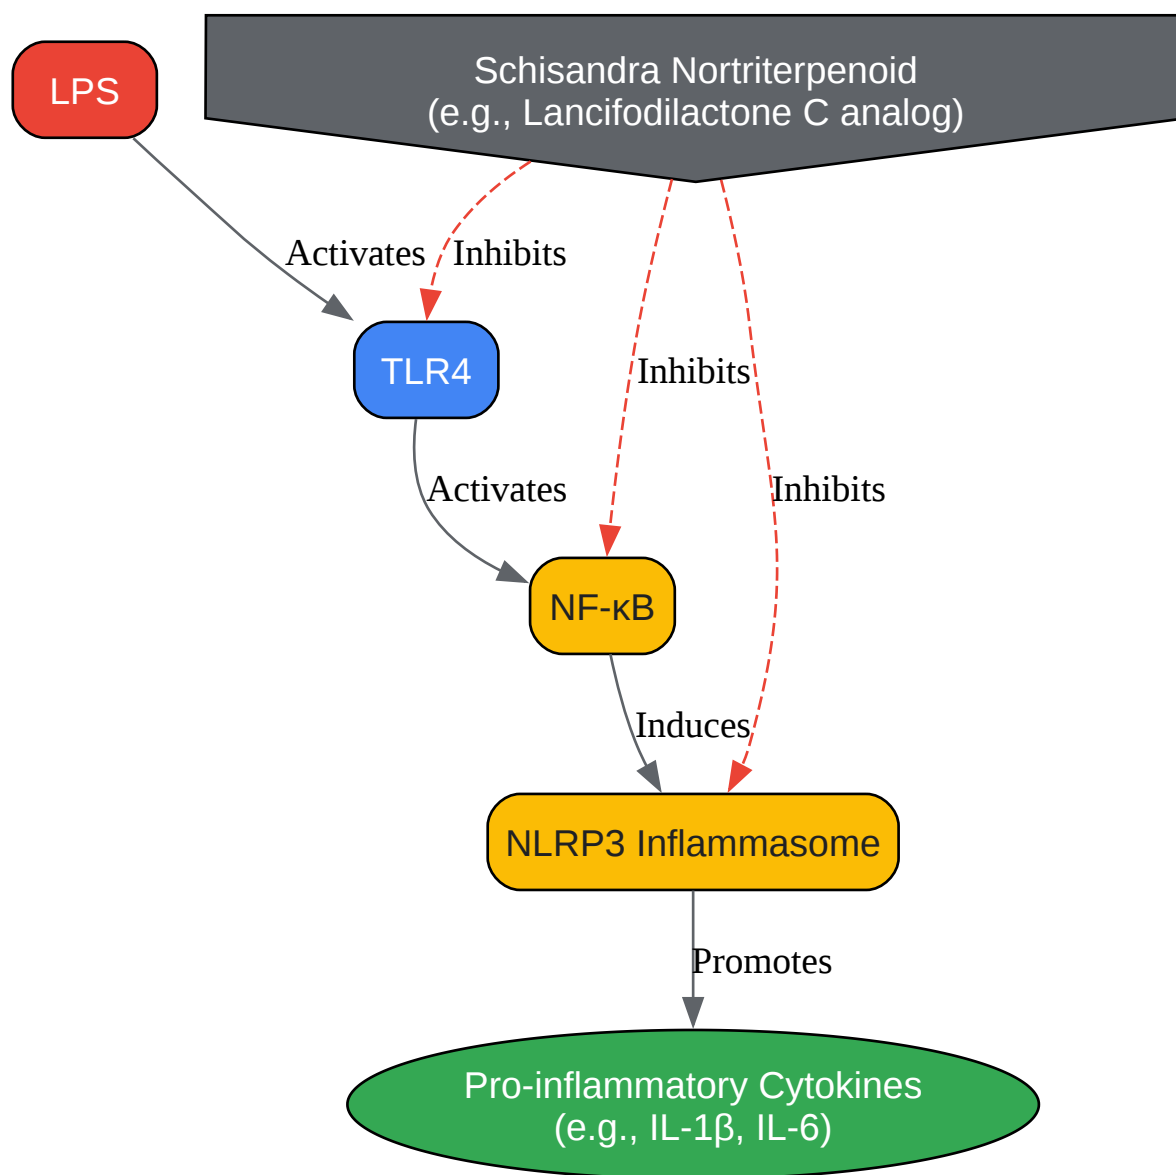 Schisandra Nortriterpenoid
(e.g., Lancifodilactone C analog)
LPS
Activates
Inhibits
TLR4
Inhibits
Activates
Inhibits
NF-κB
Induces
NLRP3 Inflammasome
Promotes
Pro-inflammatory Cytokines
(e.g., IL-1β, IL-6)